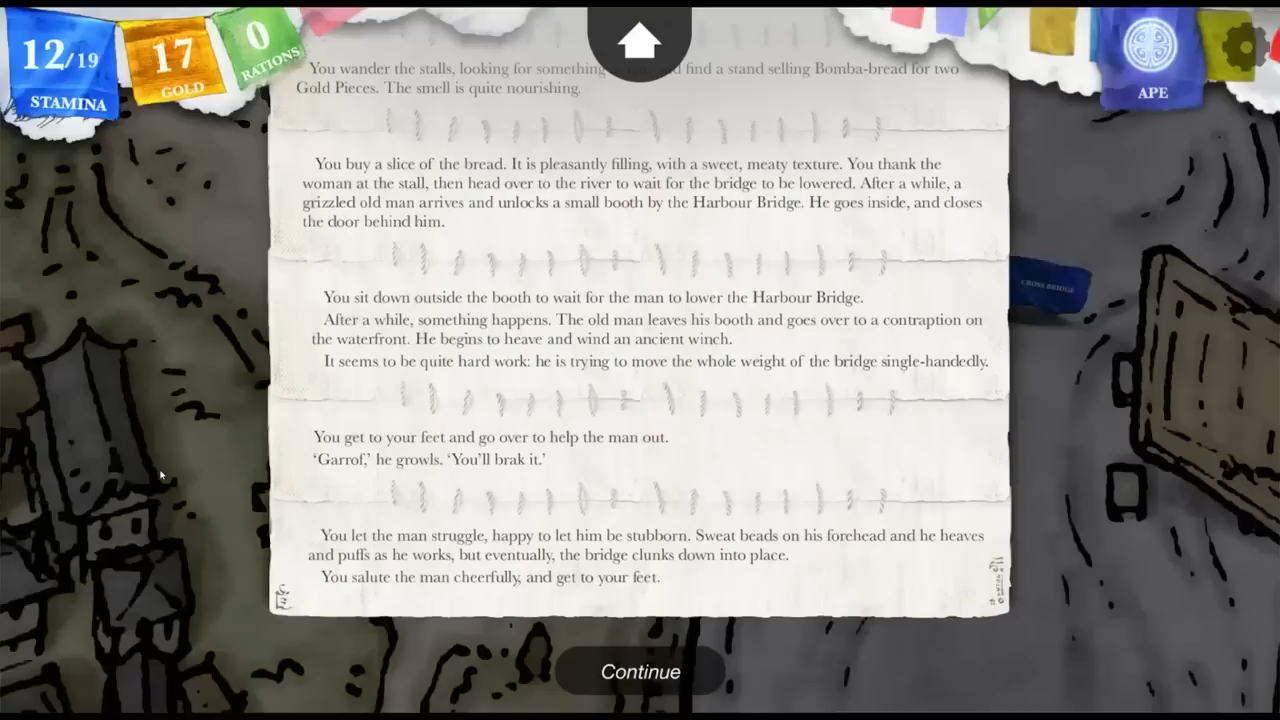 12/19
STAMINA
17
GOLD
0
RATIONS
APE
You wander the stalls, looking for something find a stand selling Bomba-bread for two
Gold Pieces. The smell is quite nourishing.
You buy a slice of the bread. It is pleasantly filling, with a sweet, meaty texture. You thank the
woman at the stall, then head over to the river to wait for the bridge to be lowered. After a while, a
grizzled old man arrives and unlocks a small booth by the Harbour Bridge. He goes inside, and closes
the door behind him.
You sit down outside the booth to wait for the man to lower the Harbour Bridge.
After a while, something happens. The old man leaves his booth and goes over to a contraption on
the waterfront. He begins to heave and wind an ancient winch.
It seems to be quite hard work: he is trying to move the whole weight of the bridge single-handedly.
You get to your feet and go over to help the man out.
‘Garrof,’ he growls. ‘You’ll brak it.’
You let the man struggle, happy to let him be stubborn. Sweat beads on his forehead and he heaves
and puffs as he works, but eventually, the bridge clunks down into place.
You salute the man cheerfully, and get to your feet.
CROSS BRIDGE
Continue